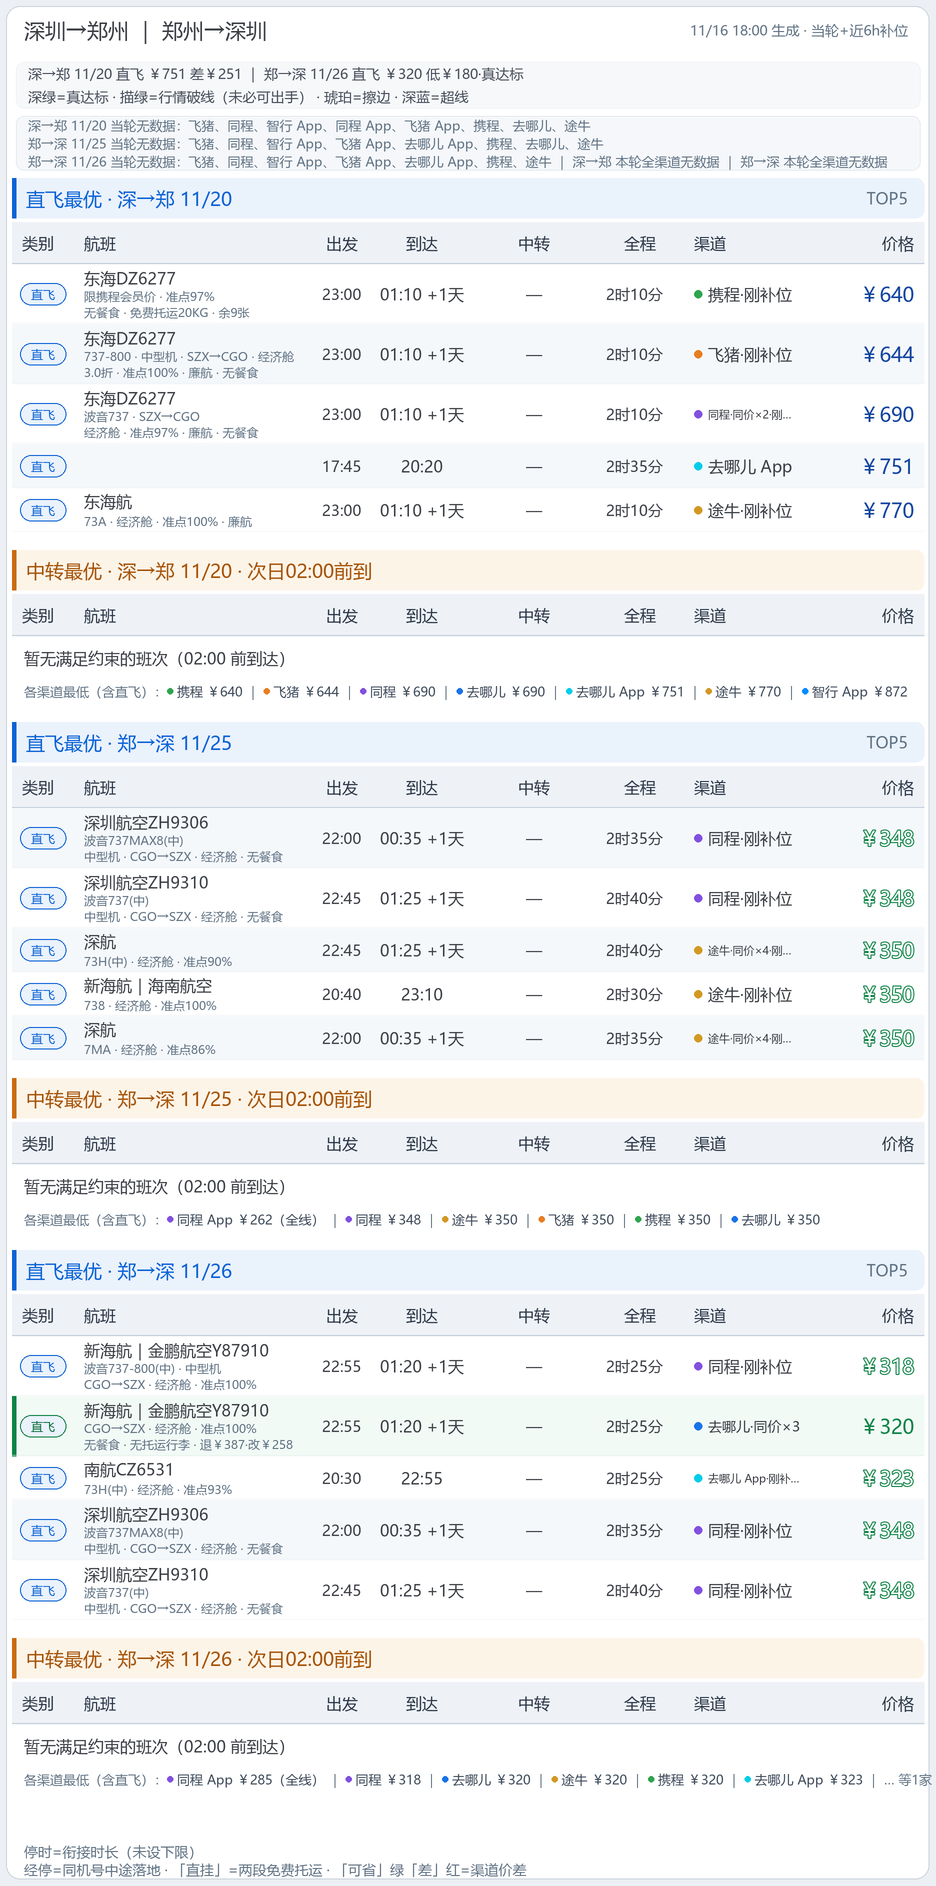 深圳→郑州 | 郑州→深圳
11/16 18:00 生成 · 当轮+近6h补位
深→郑 11/20 直飞 ¥751 差¥251 | 郑→深 11/26 直飞 ¥320 低¥180·真达标
深绿=真达标 · 描绿=行情破线（未必可出手） · 琥珀=擦边 · 深蓝=超线
深→郑 11/20 当轮无数据：飞猪、同程、智行 App、同程 App、飞猪 App、携程、去哪儿、途牛
郑→深 11/25 当轮无数据：飞猪、同程、智行 App、飞猪 App、去哪儿 App、携程、去哪儿、途牛
郑→深 11/26 当轮无数据：飞猪、同程、智行 App、飞猪 App、去哪儿 App、携程、途牛 | 深→郑 本轮全渠道无数据 | 郑→深 本轮全渠道无数据
直飞最优 · 深→郑 11/20 TOP5
类别 航班 出发 到达 中转 全程 渠道 价格
东海DZ6277
直飞 限携程会员价 · 准点97% 23:00 01:10 +1天 — 2时10分 携程·刚补位 ¥640
无餐食 · 免费托运20KG · 余9张
东海DZ6277
直飞 737-800 · 中型机 · SZX→CGO · 经济舱 23:00 01:10 +1天 — 2时10分 飞猪·刚补位 ¥644
3.0折 · 准点100% · 廉航 · 无餐食
东海DZ6277
直飞 波音737 · SZX→CGO 23:00 01:10 +1天 — 2时10分 同程·同价×2·刚… ¥690
经济舱 · 准点97% · 廉航 · 无餐食
直飞 17:45 20:20 — 2时35分 去哪儿 App ¥751
东海航
直飞 23:00 01:10 +1天 — 2时10分 途牛·刚补位 ¥770
73A · 经济舱 · 准点100% · 廉航
中转最优 · 深→郑 11/20 · 次日02:00前到
类别 航班 出发 到达 中转 全程 渠道 价格
暂无满足约束的班次（02:00 前到达）
各渠道最低（含直飞）: 携程 ¥640 | 飞猪 ¥644 | 同程 ¥690 | 去哪儿 ¥690 | 去哪儿 App ¥751 | 途牛 ¥770 | 智行 App ¥872
直飞最优 · 郑→深 11/25 TOP5
类别 航班 出发 到达 中转 全程 渠道 价格
深圳航空ZH9306
直飞 波音737MAX8(中) 22:00 00:35 +1天 — 2时35分 同程·刚补位 ¥348
中型机 · CGO→SZX · 经济舱 · 无餐食
深圳航空ZH9310
直飞 波音737(中) 22:45 01:25 +1天 — 2时40分 同程·刚补位 ¥348
中型机 · CGO→SZX · 经济舱 · 无餐食
深航
直飞 22:45 01:25 +1天 — 2时40分 途牛·同价×4·刚… ¥350
73H(中) · 经济舱 · 准点90%
新海航 | 海南航空
直飞 20:40 23:10 — 2时30分 途牛·刚补位 ¥350
738 · 经济舱 · 准点100%
深航
直飞 22:00 00:35 +1天 — 2时35分 途牛·同价×4·刚… ¥350
7MA · 经济舱 · 准点86%
中转最优 · 郑→深 11/25 · 次日02:00前到
类别 航班 出发 到达 中转 全程 渠道 价格
暂无满足约束的班次（02:00 前到达）
各渠道最低（含直飞）: 同程 App ¥262（全线） | 同程 ¥348 | 途牛 ¥350 | 飞猪 ¥350 | 携程 ¥350 | 去哪儿 ¥350
直飞最优 · 郑→深 11/26 TOP5
类别 航班 出发 到达 中转 全程 渠道 价格
新海航 | 金鹏航空Y87910
直飞 波音737-800(中) · 中型机 22:55 01:20 +1天 — 2时25分 同程·刚补位 ¥318
CGO→SZX · 经济舱 · 准点100%
新海航 | 金鹏航空Y87910
直飞 CGO→SZX · 经济舱 · 准点100% 22:55 01:20 +1天 — 2时25分 去哪儿·同价×3 ¥320
无餐食 · 无托运行李 · 退¥387·改¥258
南航CZ6531
直飞 20:30 22:55 — 2时25分 去哪儿 App·刚补… ¥323
73H(中) · 经济舱 · 准点93%
深圳航空ZH9306
直飞 波音737MAX8(中) 22:00 00:35 +1天 — 2时35分 同程·刚补位 ¥348
中型机 · CGO→SZX · 经济舱 · 无餐食
深圳航空ZH9310
直飞 波音737(中) 22:45 01:25 +1天 — 2时40分 同程·刚补位 ¥348
中型机 · CGO→SZX · 经济舱 · 无餐食
中转最优 · 郑→深 11/26 · 次日02:00前到
类别 航班 出发 到达 中转 全程 渠道 价格
暂无满足约束的班次（02:00 前到达）
各渠道最低（含直飞）: 同程 App ¥285（全线） | 同程 ¥318 | 去哪儿 ¥320 | 途牛 ¥320 | 携程 ¥320 | 去哪儿 App ¥323 | … 等1家
停时=衔接时长（未设下限）
经停=同机号中途落地 · 「直挂」=两段免费托运 · 「可省」绿「差」红=渠道价差